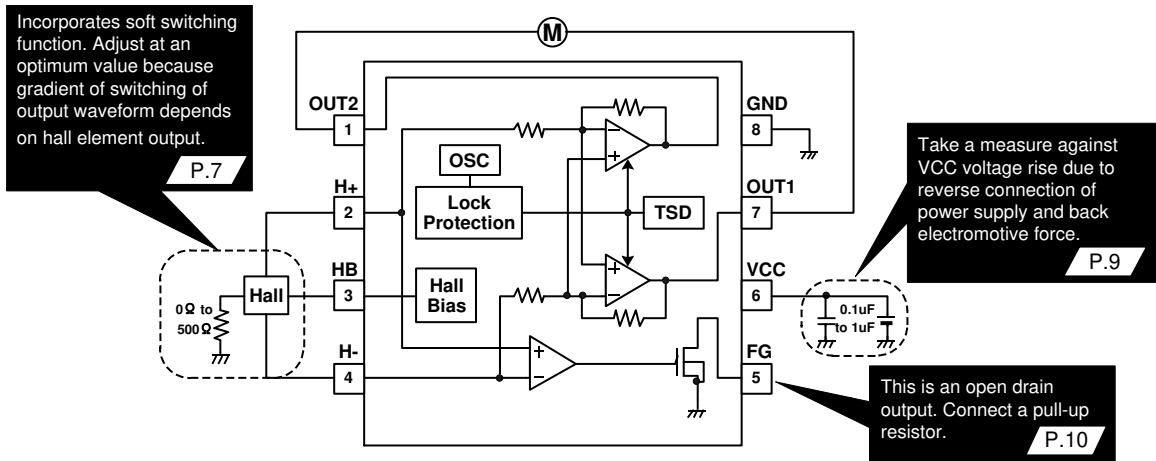 Incorporates soft switching
function. Adjust at an
optimum value because
gradient of switching of
output waveform depends
on hall element output.
P.7
M
OUT2
1
GND
8
OSC
Lock
Protection
TSD
H+
2
OUT1
7
Take a measure against
VCC voltage rise due to
reverse connection of
power supply and back
electromotive force.
P.9
HB
3
Hall
Bias
VCC
6
Hall
0Ω to
500Ω
0.1uF
to 1uF
H-
4
FG
5
This is an open drain
output. Connect a pull-up
resistor.
P.10
−
+
+
−
+
−